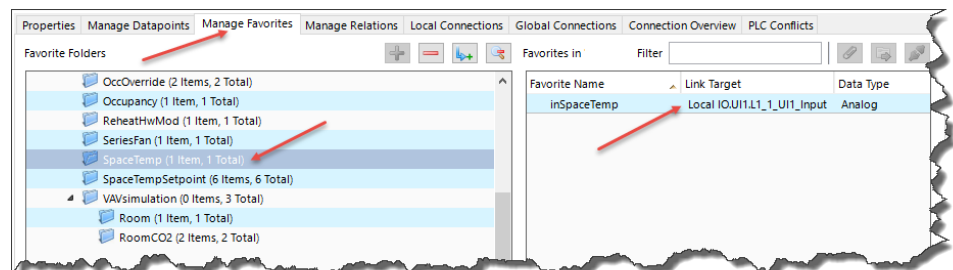 Properties Manage Datapoints Manage Favorites Manage Relations Local Connections Global Connections Connection Overview PLC Conflicts
Favorite Folders
Favorites in Filter
OccOverride (2 Items, 2 Total)
Occupancy (1 Item, 1 Total)
ReheatHwMod (1 Item, 1 Total)
SeriesFan (1 Item, 1 Total)
SpaceTemp (1 Item, 1 Total)
SpaceTempSetpoint (6 Items, 6 Total)
VAVsimulation (0 Items, 3 Total)
Room (1 Item, 1 Total)
RoomCO2 (2 Items, 2 Total)
Favorite Name Link Target Data Type
inSpaceTemp Local IO.UI1.L1_1_UI1_Input Analog